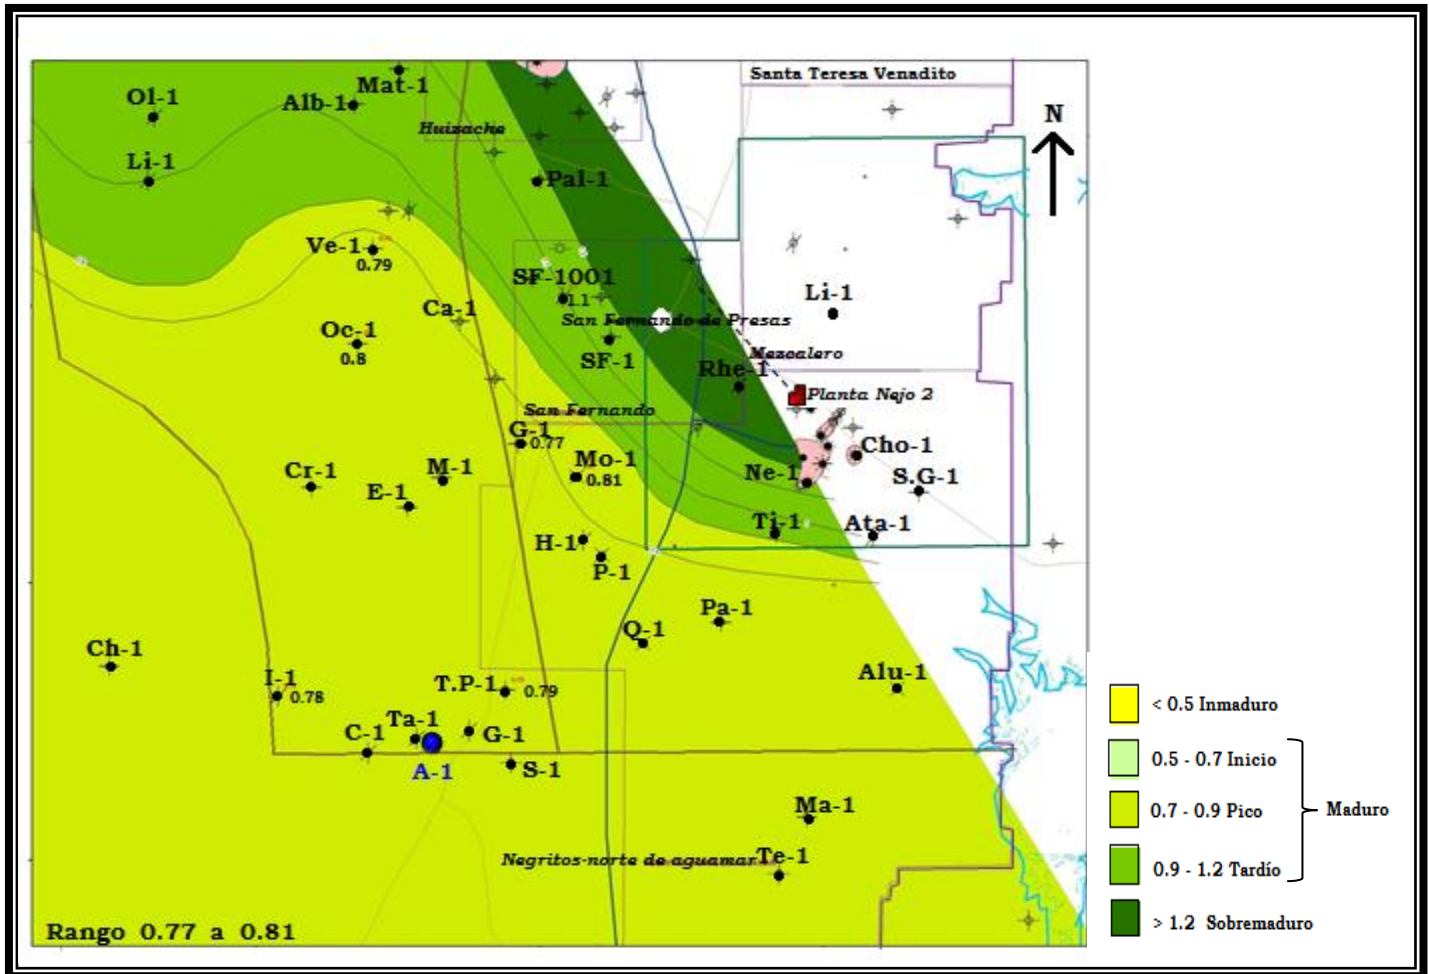 Santa Teresa Venadito
Mat-1
Ol-1
Alb-1
N
Huizache
Li-1
Pal-1
Ve-1
0.79
SF-1001
1.1
Li-1
Ca-1
San Fernando de Presas
Oc-1
0.8
SF-1
Mezcalero
Rhe-1
Planta Nejo 2
San Fernando
G-1
0.77
Cho-1
Mo-1
0.81
Cr-1
M-1
Ne-1
S.G-1
E-1
Ti-1
Ata-1
H-1
P-1
Pa-1
Q-1
Ch-1
Alu-1
I-1
0.78
T.P-1
0.79
Ta-1
C-1
G-1
A-1
S-1
Ma-1
Negritos-norte de aguamar
Te-1
Rango 0.77 a 0.81
< 0.5 Inmaduro
0.5 - 0.7 Inicio
0.7 - 0.9 Pico
Maduro
0.9 - 1.2 Tardío
> 1.2 Sobremaduro